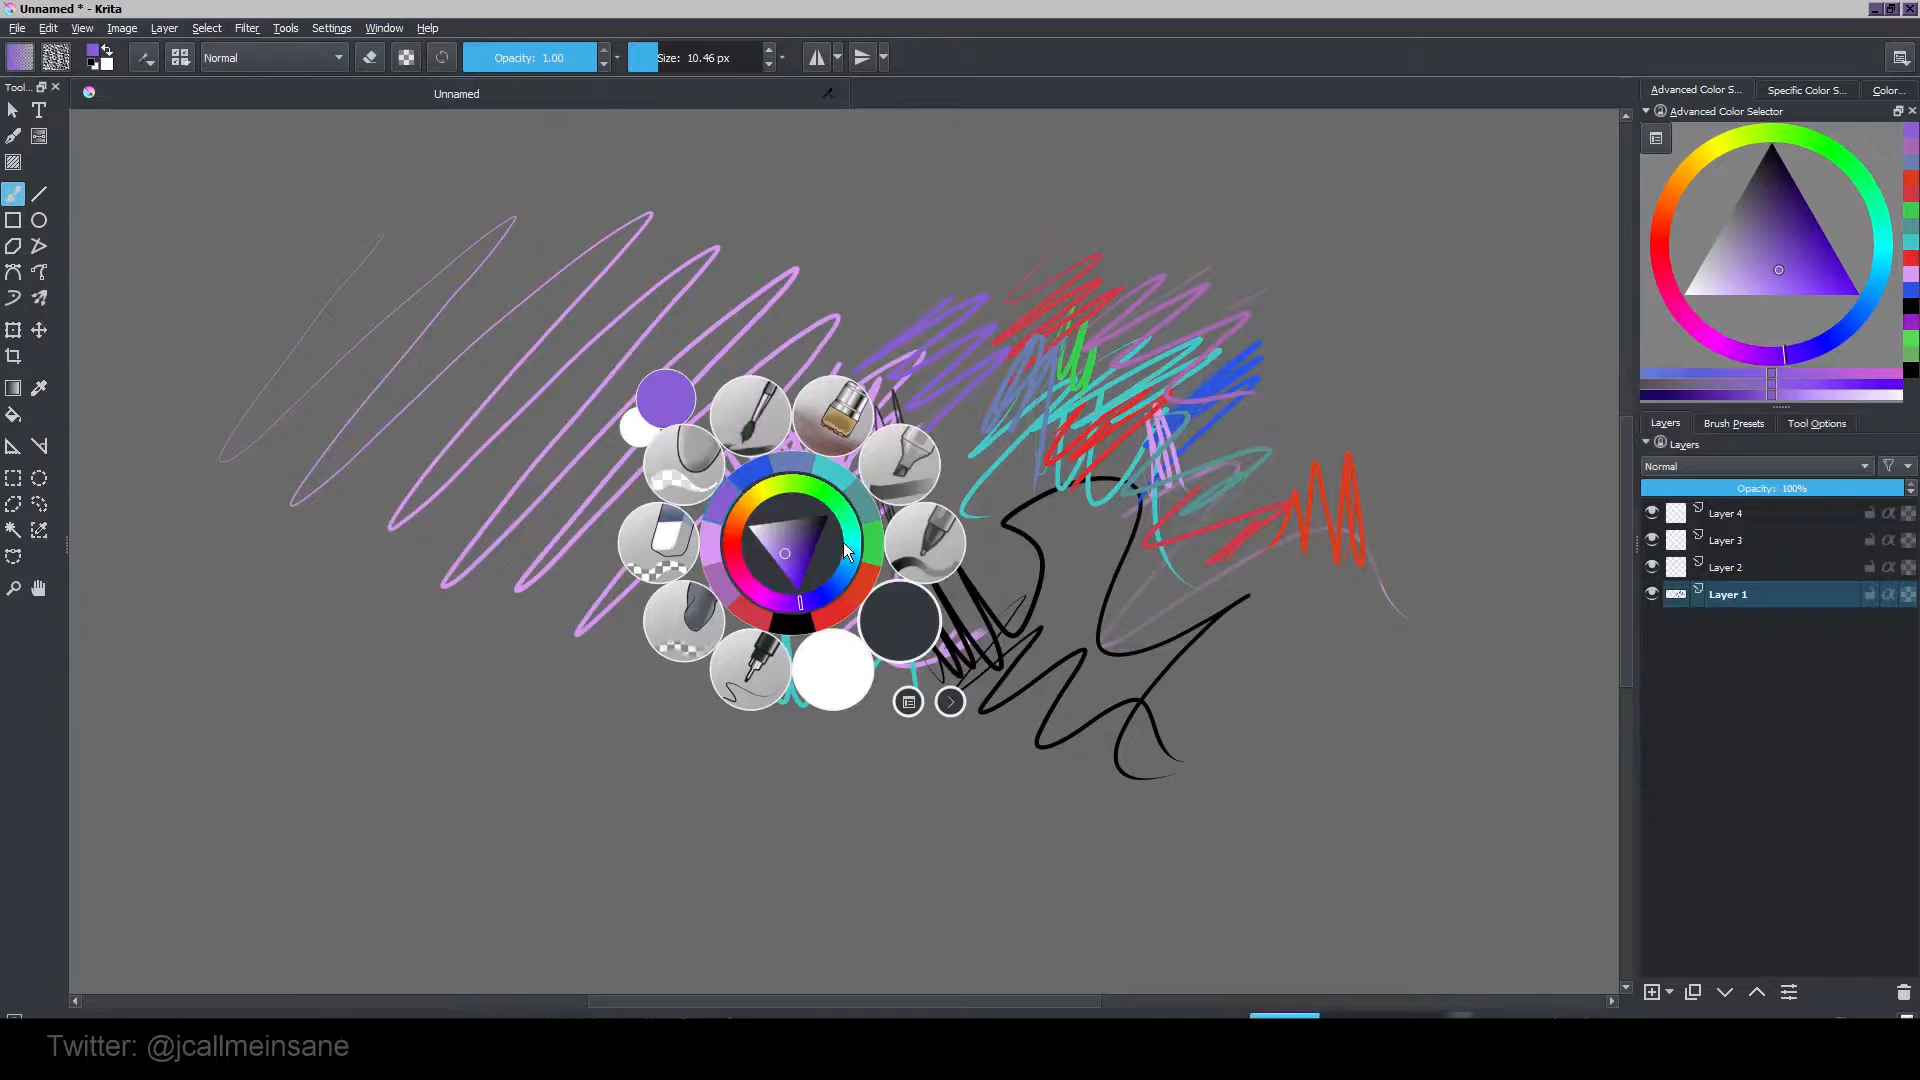 Unnamed * - Krita
File Edit View Image Layer Select Filter Tools Settings Window Help
Normal Opacity: 1.00 Size: 10.46 px
Tool... Unnamed Advanced Color S... Specific Color S... Color...
Advanced Color Selector
Layers Brush Presets Tool Options
Layers
Normal
Opacity: 100%
Layer 4
Layer 3
Layer 2
Layer 1
Twitter: @jcallmeinsane